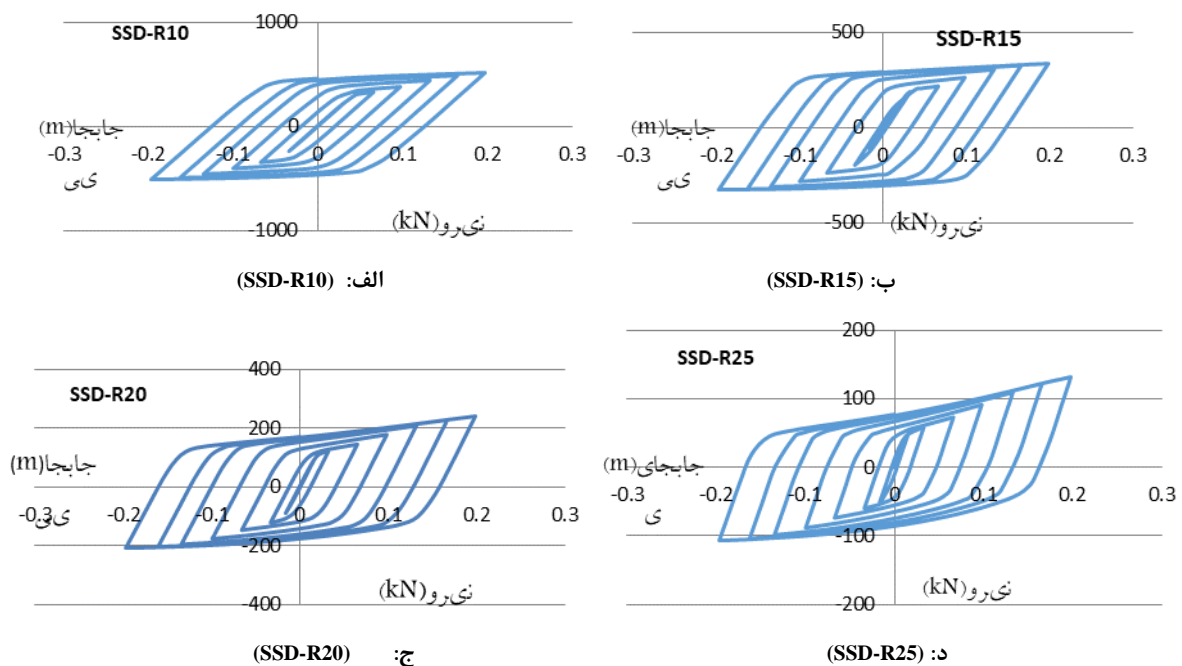 SSD-R10
1000
0
-1000
-0.3 -0.2 -0.1 0 0.1 0.2 0.3
جابجا(m)
یی
نیرو(kN)
الف: (SSD-R10)
SSD-R15
500
0
-500
-0.3 -0.2 -0.1 0 0.1 0.2 0.3
جابجا(m)
یی
نیرو(kN)
ب: (SSD-R15)
SSD-R20
400
200
0
-200
-400
-0.3 -0.2 -0.1 0 0.1 0.2 0.3
جابجا(m)
یی
نیرو(kN)
ج: (SSD-R20)
SSD-R25
200
100
0
-100
-200
-0.3 -0.2 -0.1 0 0.1 0.2 0.3
جابجای(m)
ی
نیرو(kN)
د: (SSD-R25)